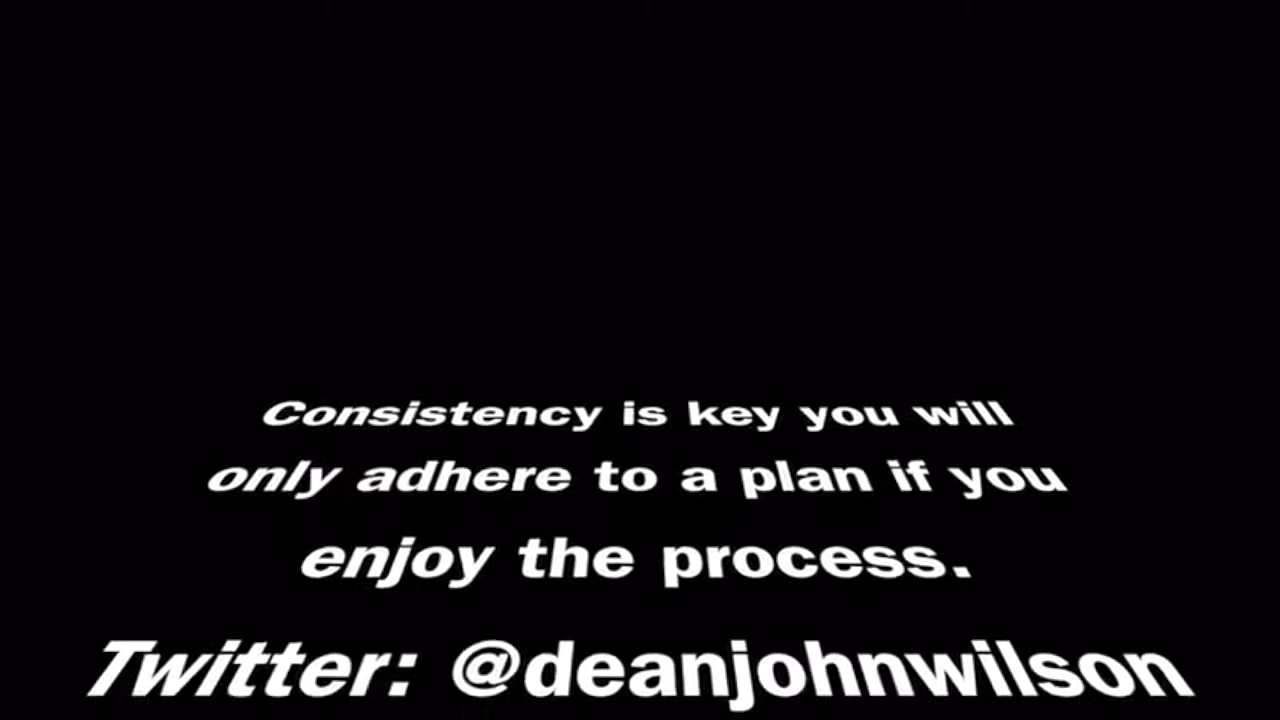 Consistency is key you will
only adhere to a plan if you
enjoy the process.
Twitter: @deanjohnwilson